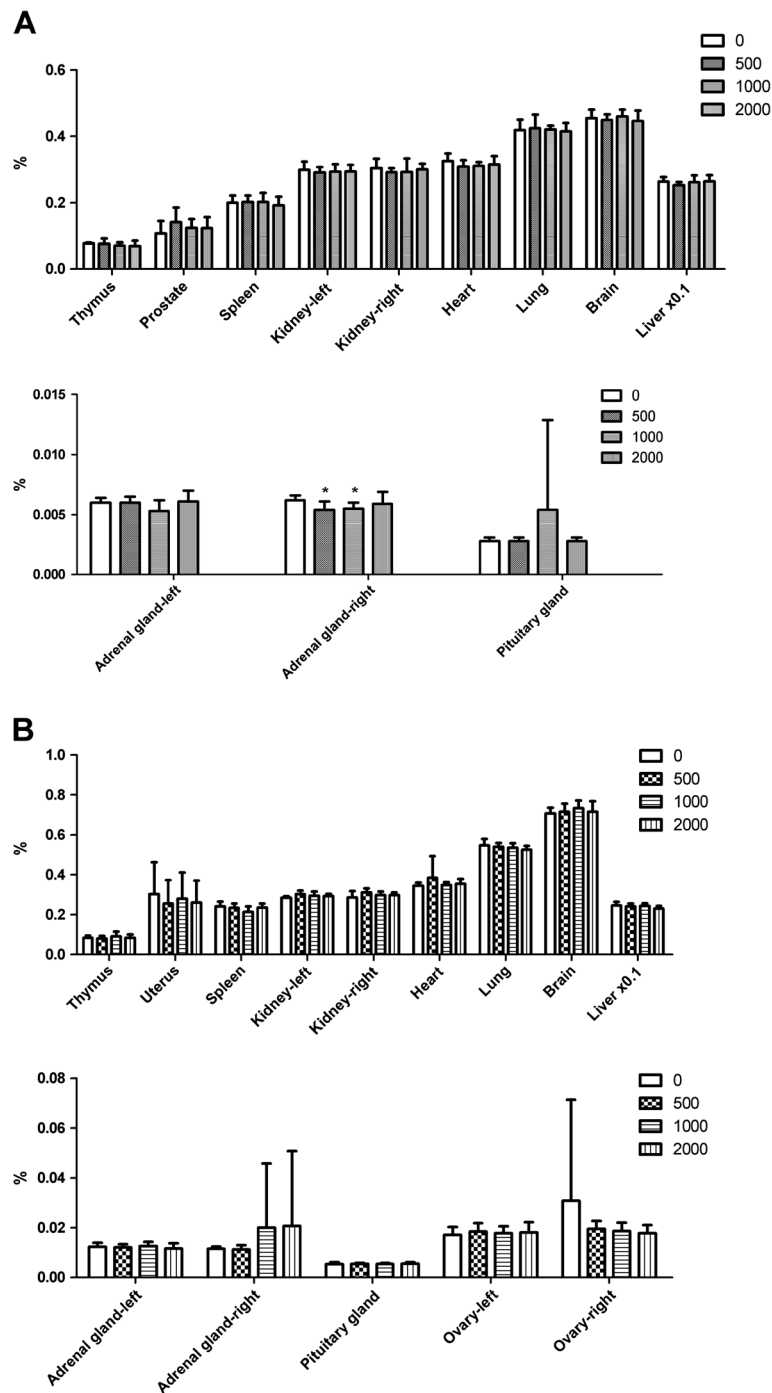 A
0
500
1000
2000
0.6
0.4
0.2
0.0
%
Thymus
Prostate
Spleen
Kidney-left
Kidney-right
Heart
Lung
Brain
Liver x0.1
0
500
1000
2000
0.015
0.010
0.005
0.000
%
* *
Adrenal gland-left
Adrenal gland-right
Pituitary gland
B
0
500
1000
2000
1.0
0.8
0.6
0.4
0.2
0.0
%
Thymus
Uterus
Spleen
Kidney-left
Kidney-right
Heart
Lung
Brain
Liver x0.1
0
500
1000
2000
0.08
0.06
0.04
0.02
0.00
%
Adrenal gland-left
Adrenal gland-right
Pituitary gland
Ovary-left
Ovary-right